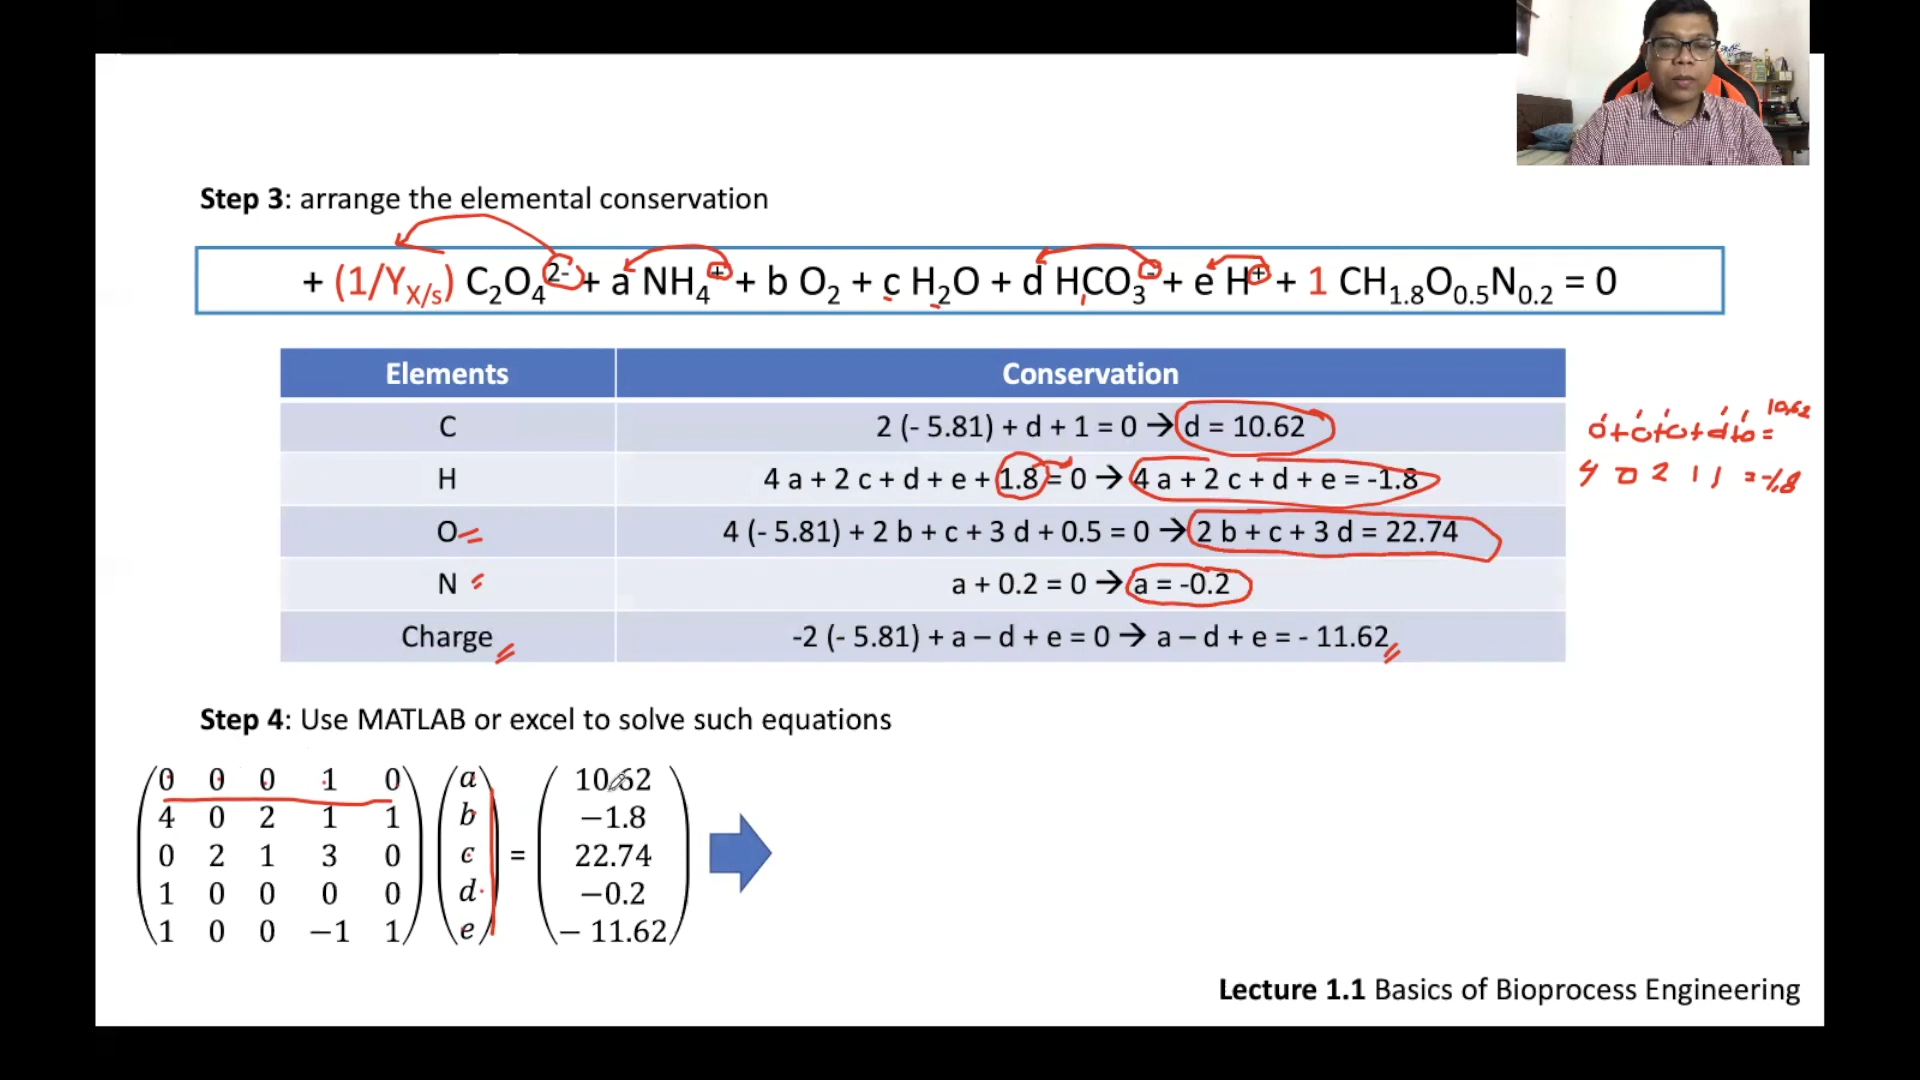 Step 3: arrange the elemental conservation
+ (1/Y_X/s) C₂O₄²⁻ + a NH₄⁺ + b O₂ + c H₂O + d HCO₃⁻ + e H⁺ + 1 CH₁.₈O₀.₅N₀.₂ = 0
Elements Conservation
C 2 (- 5.81) + d + 1 = 0 → d = 10.62
H 4 a + 2 c + d + e + 1.8 = 0 → 4 a + 2 c + d + e = -1.8
O 4 (- 5.81) + 2 b + c + 3 d + 0.5 = 0 → 2 b + c + 3 d = 22.74
N a + 0.2 = 0 → a = -0.2
Charge -2 (- 5.81) + a – d + e = 0 → a – d + e = - 11.62
10.62
4 0 2 1 1 = -1.8
Step 4: Use MATLAB or excel to solve such equations
0 0 0 1 0 a 10.62
4 0 2 1 1 b −1.8
0 2 1 3 0 c = 22.74
1 0 0 0 0 d −0.2
1 0 0 −1 1 e − 11.62
Lecture 1.1 Basics of Bioprocess Engineering